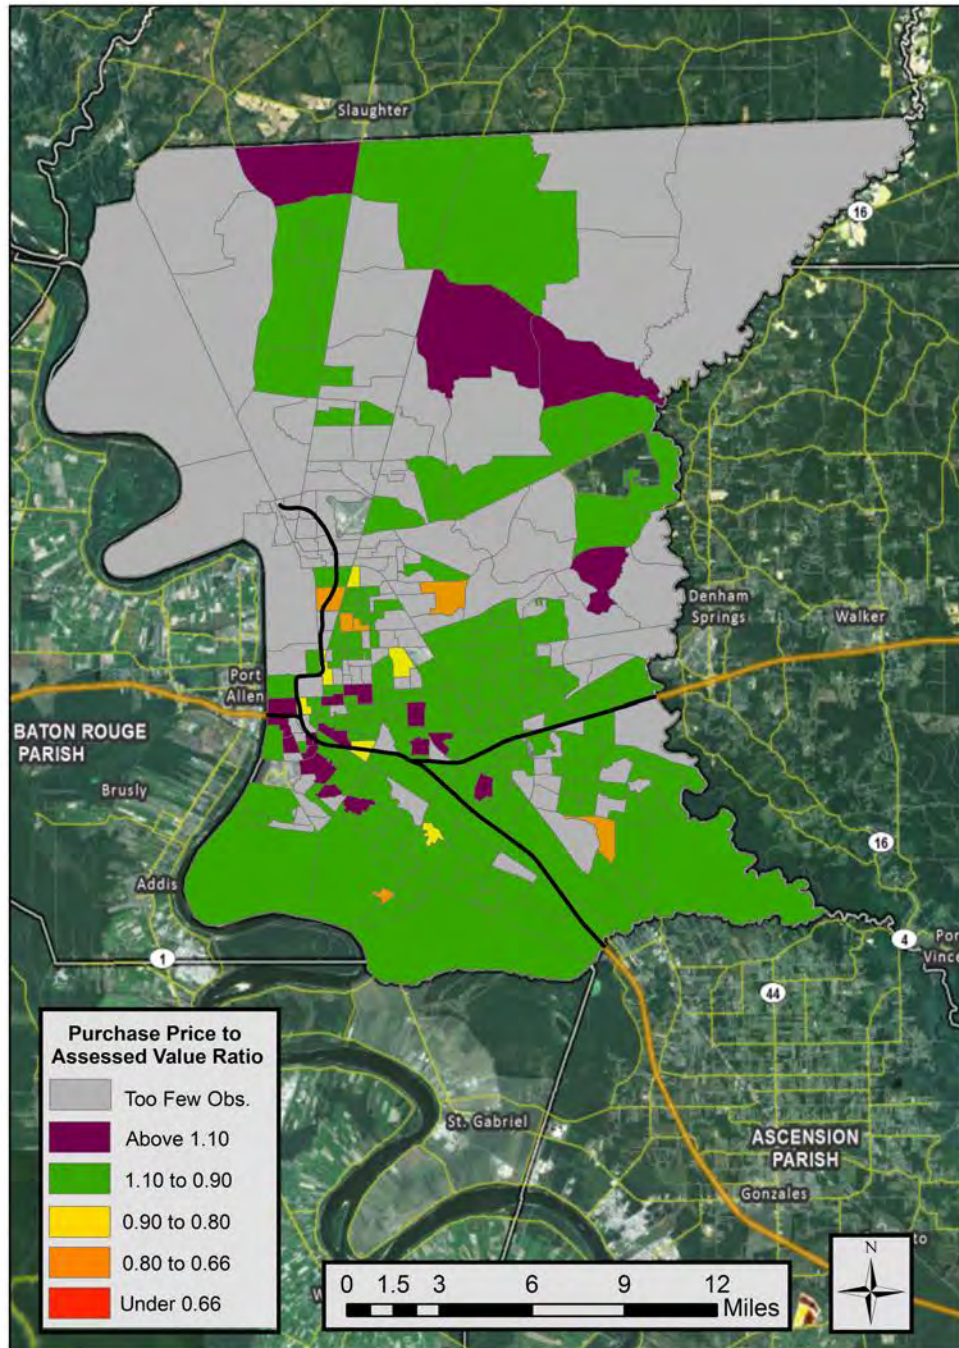 Slaughter
16
Denham
Springs
Walker
Port
Allen
BATON ROUGE
PARISH
Brusly
16
Addis
4
1
44
Purchase Price to
Assessed Value Ratio
Too Few Obs.
Above 1.10
1.10 to 0.90
0.90 to 0.80
0.80 to 0.66
Under 0.66
St. Gabriel
ASCENSION
PARISH
Gonzales
0 1.5 3 6 9 12
Miles
N